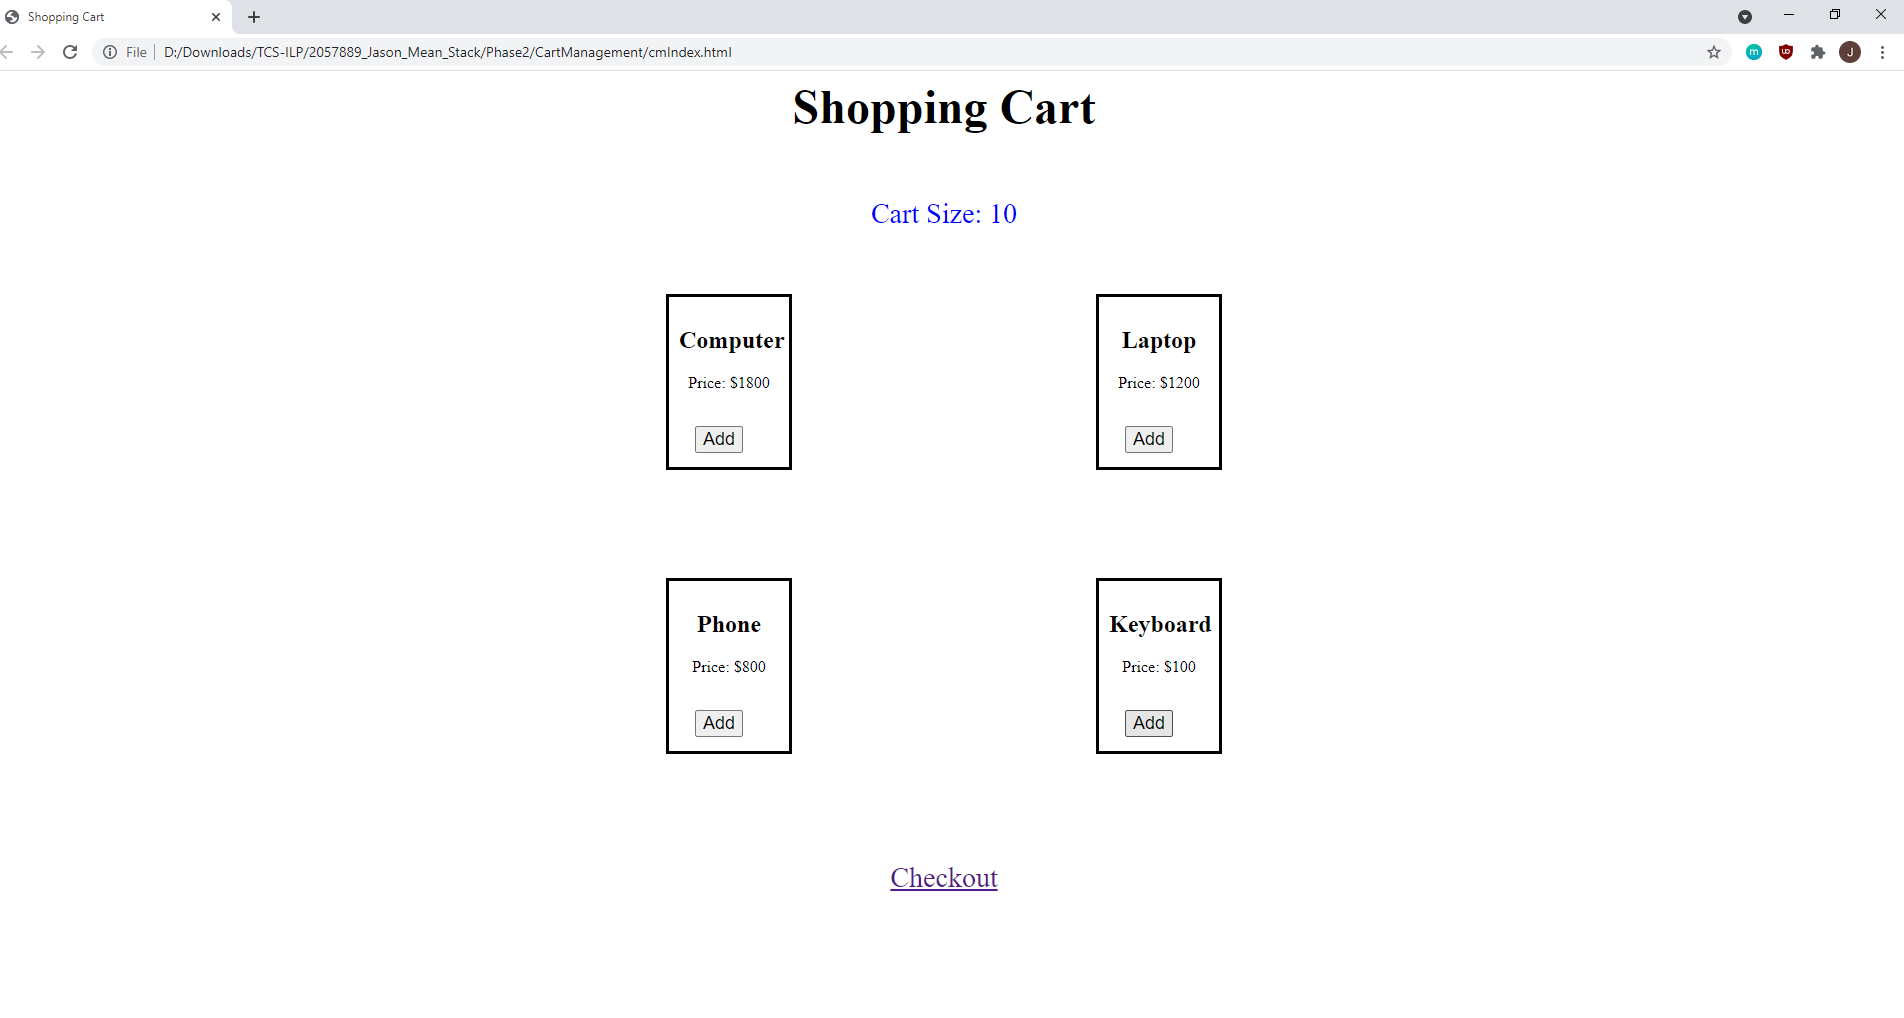 Shopping Cart
File D:/Downloads/TCS-ILP/2057889_Jason_Mean_Stack/Phase2/CartManagement/cmIndex.html
m
UD
J
Shopping Cart
Cart Size: 10
Computer
Price: $1800
Add
Laptop
Price: $1200
Add
Phone
Price: $800
Add
Keyboard
Price: $100
Add
Checkout